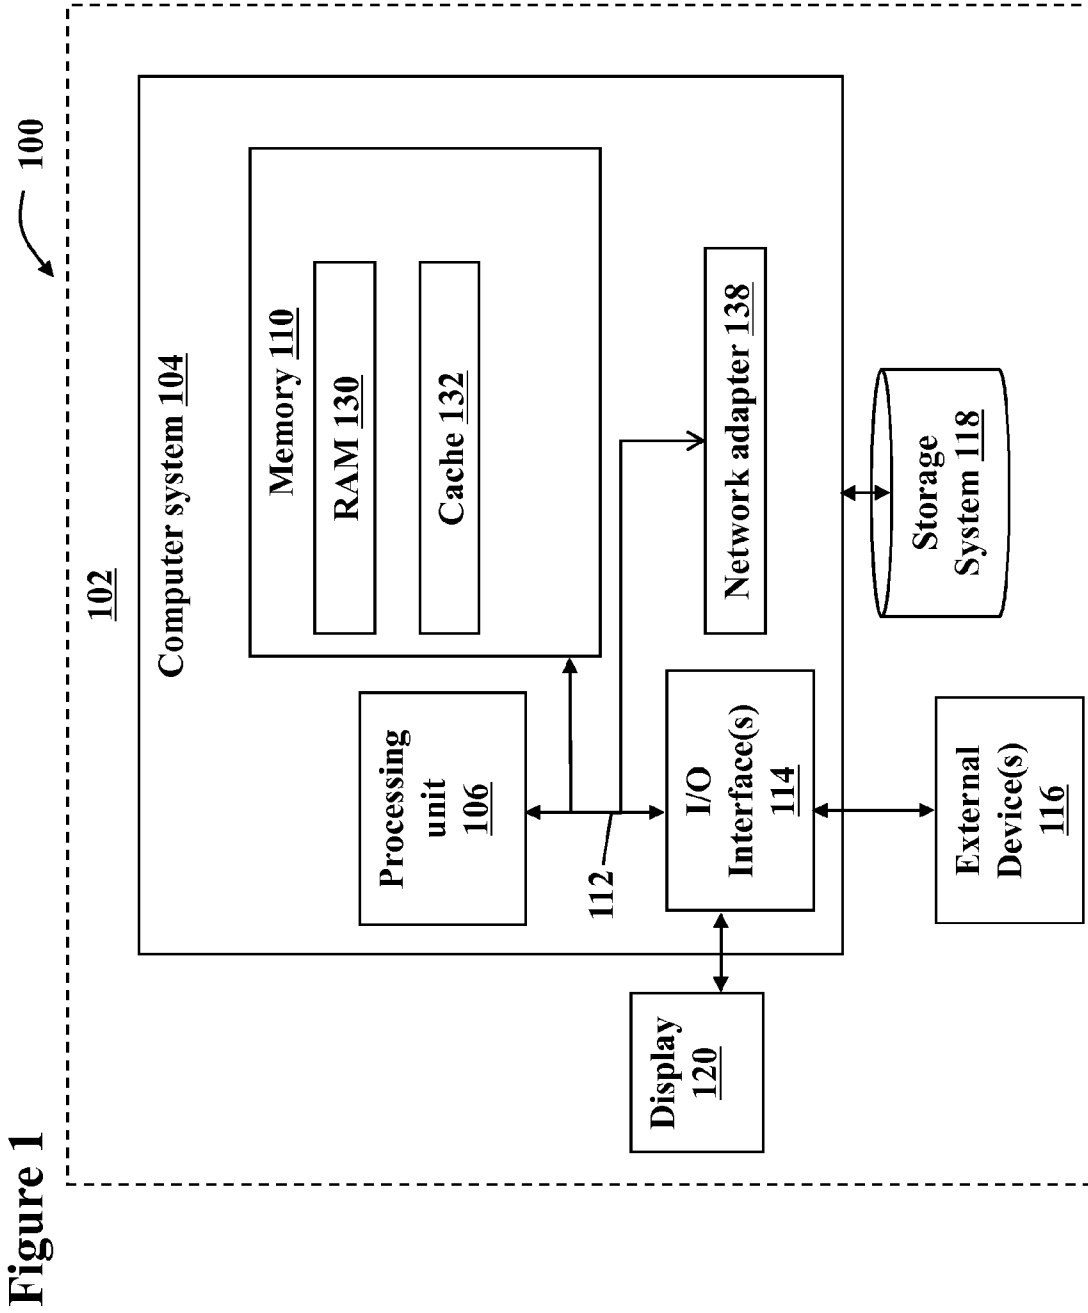 Figure 1
100
102
Computer system 104
Memory 110
RAM 130
Cache 132
Processing
unit
106
112
I/O
Interface(s)
114
Network adapter 138
Display
120
External
Device(s)
116
Storage
System 118